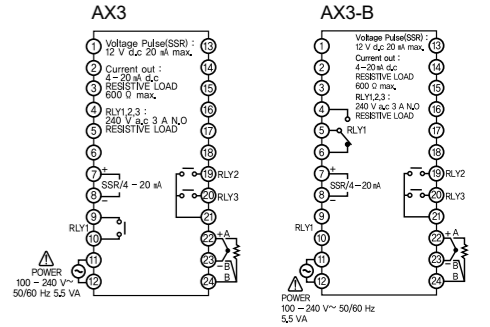 AX3
1
2
3
4
5
6
7
8
9
10
11
12
13
14
15
16
17
18
19
20
21
22
23
24
Voltage Pulse(SSR) :
12 V d.c 20 ㎃ max.
Current out :
4-20 ㎃ d.c
RESISTIVE LOAD
600 Ω max.
RLY1,2,3 :
240 V a.c 3 A N.O
RESISTIVE LOAD
+
SSR/4 - 20 ㎃
−
RLY2
RLY3
RLY1
+A
−B
B
POWER
100 - 240 V~
50/60 Hz
5.5 VA
AX3-B
1
2
3
4
5
6
7
8
9
10
11
12
13
14
15
16
17
18
19
20
21
22
23
24
Voltage Pulse(SSR) :
12 V d.c 20 ㎃ max.
Current out :
4-20 ㎃ d.c
RESISTIVE LOAD
600 Ω max.
RLY1,2,3 :
240 V a.c 3 A N.O
RESISTIVE LOAD
RLY1
+
SSR/4-20 ㎃
−
RLY2
RLY3
RLY1
+A
−B
B
POWER
100 - 240 V~ 50/60 Hz
5.5 VA